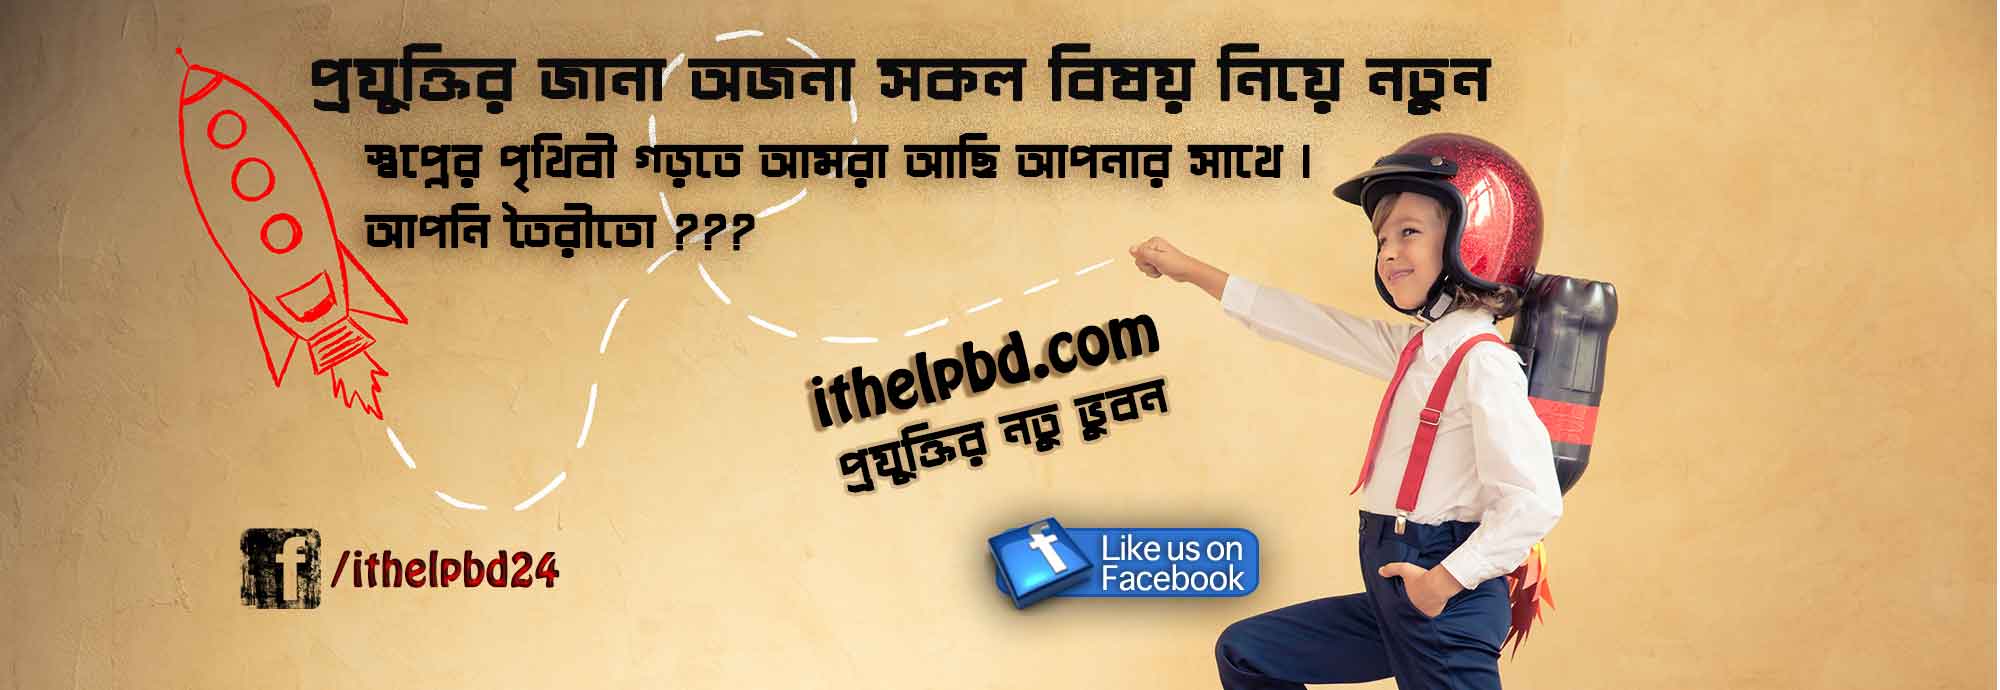 প্রযুক্তির জানা অজনা সকল বিষয় নিয়ে নতুন
স্বপ্নের পৃথিবী গড়তে আমরা আছি আপনার সাথে ।
আপনি তৈরীতো ???
ithelpbd.com
প্রযুক্তির নতু ভুবন
f /ithelpbd24
f Like us on
Facebook